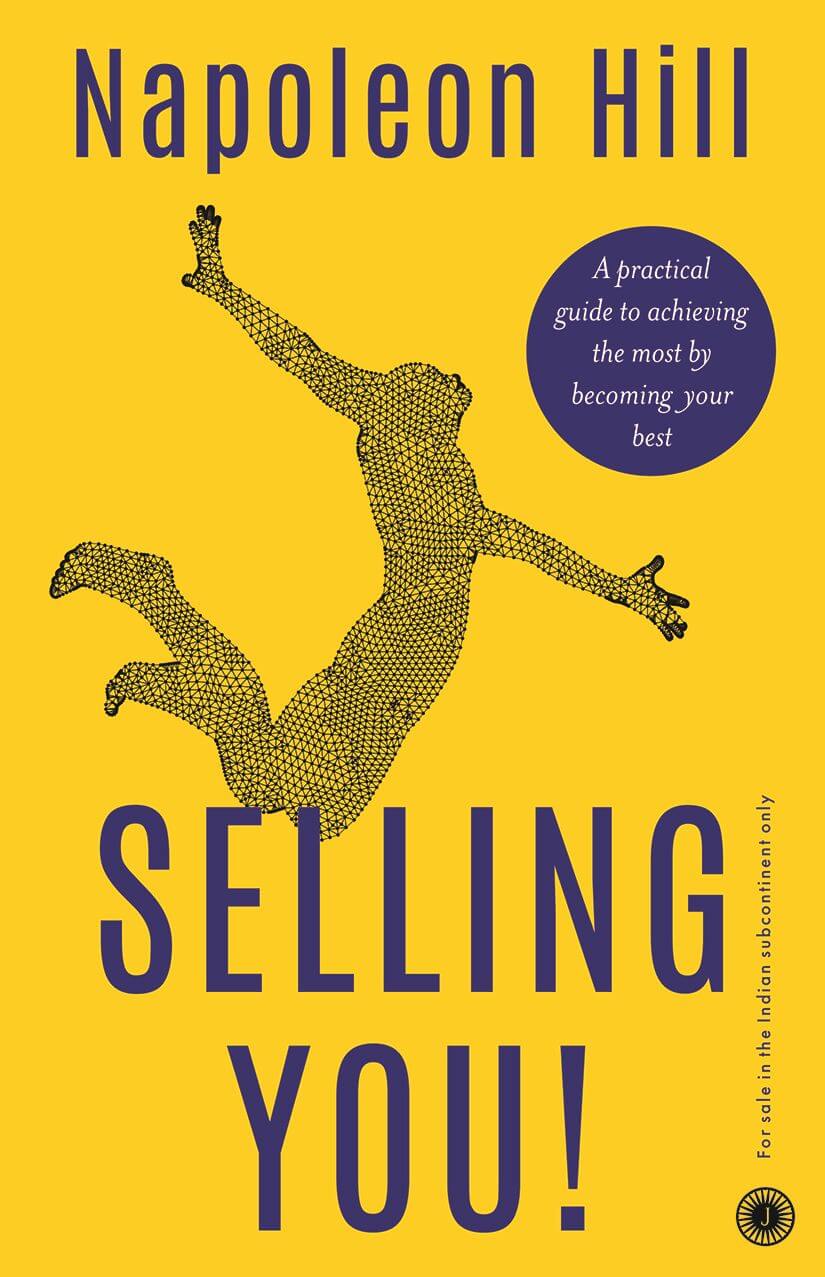 Napoleon Hill
A practical
guide to achieving
the most by
becoming your
best
SELLING
YOU!
For sale in the Indian subcontinent only
J